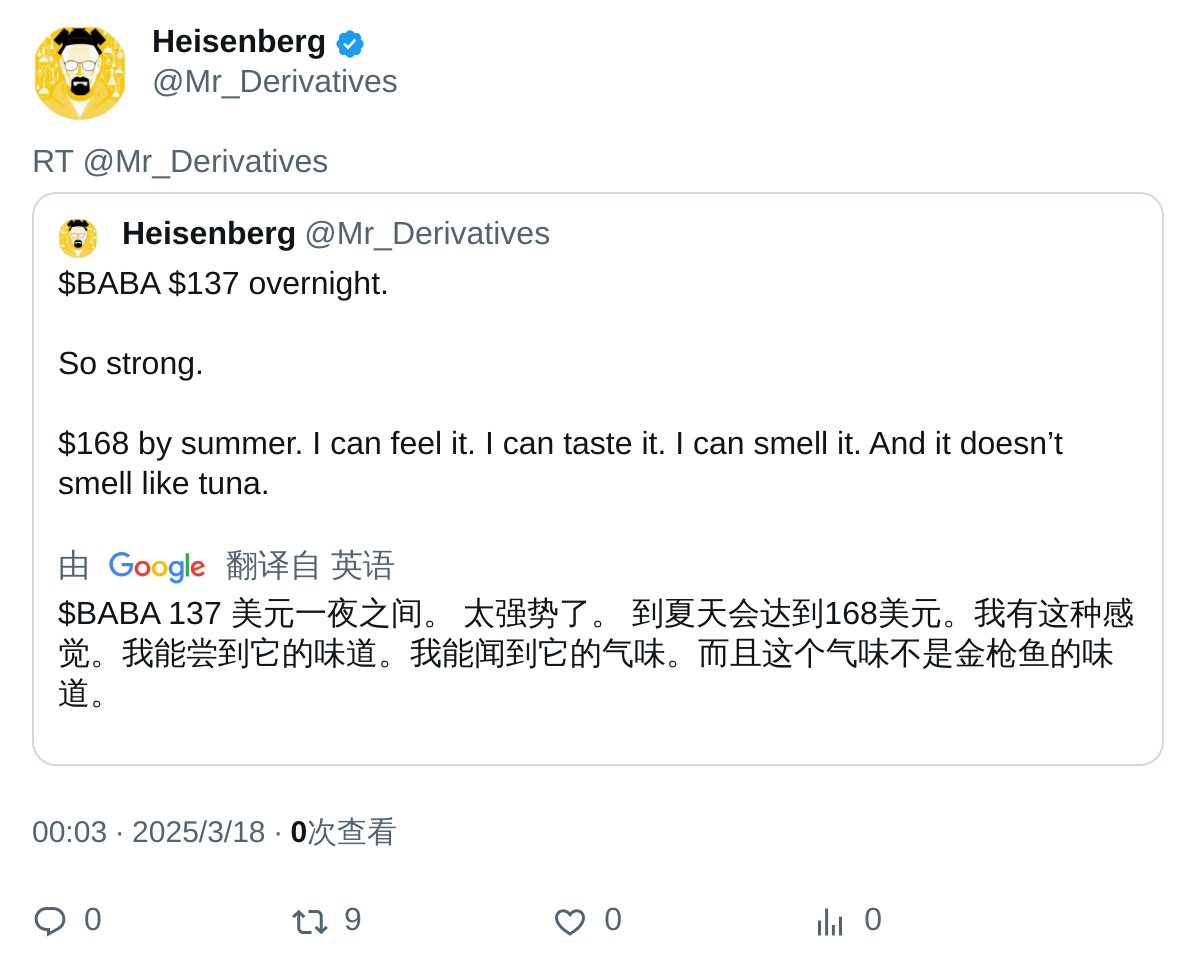 Heisenberg
@Mr_Derivatives
RT @Mr_Derivatives
Heisenberg @Mr_Derivatives
$BABA $137 overnight.
So strong.
$168 by summer. I can feel it. I can taste it. I can smell it. And it doesn’t
smell like tuna.
由 Google 翻译自 英语
$BABA 137 美元一夜之间。 太强势了。 到夏天会达到168美元。我有这种感
觉。我能尝到它的味道。我能闻到它的气味。而且这个气味不是金枪鱼的味
道。
00:03 · 2025/3/18 · 0次查看
0 9 0 0